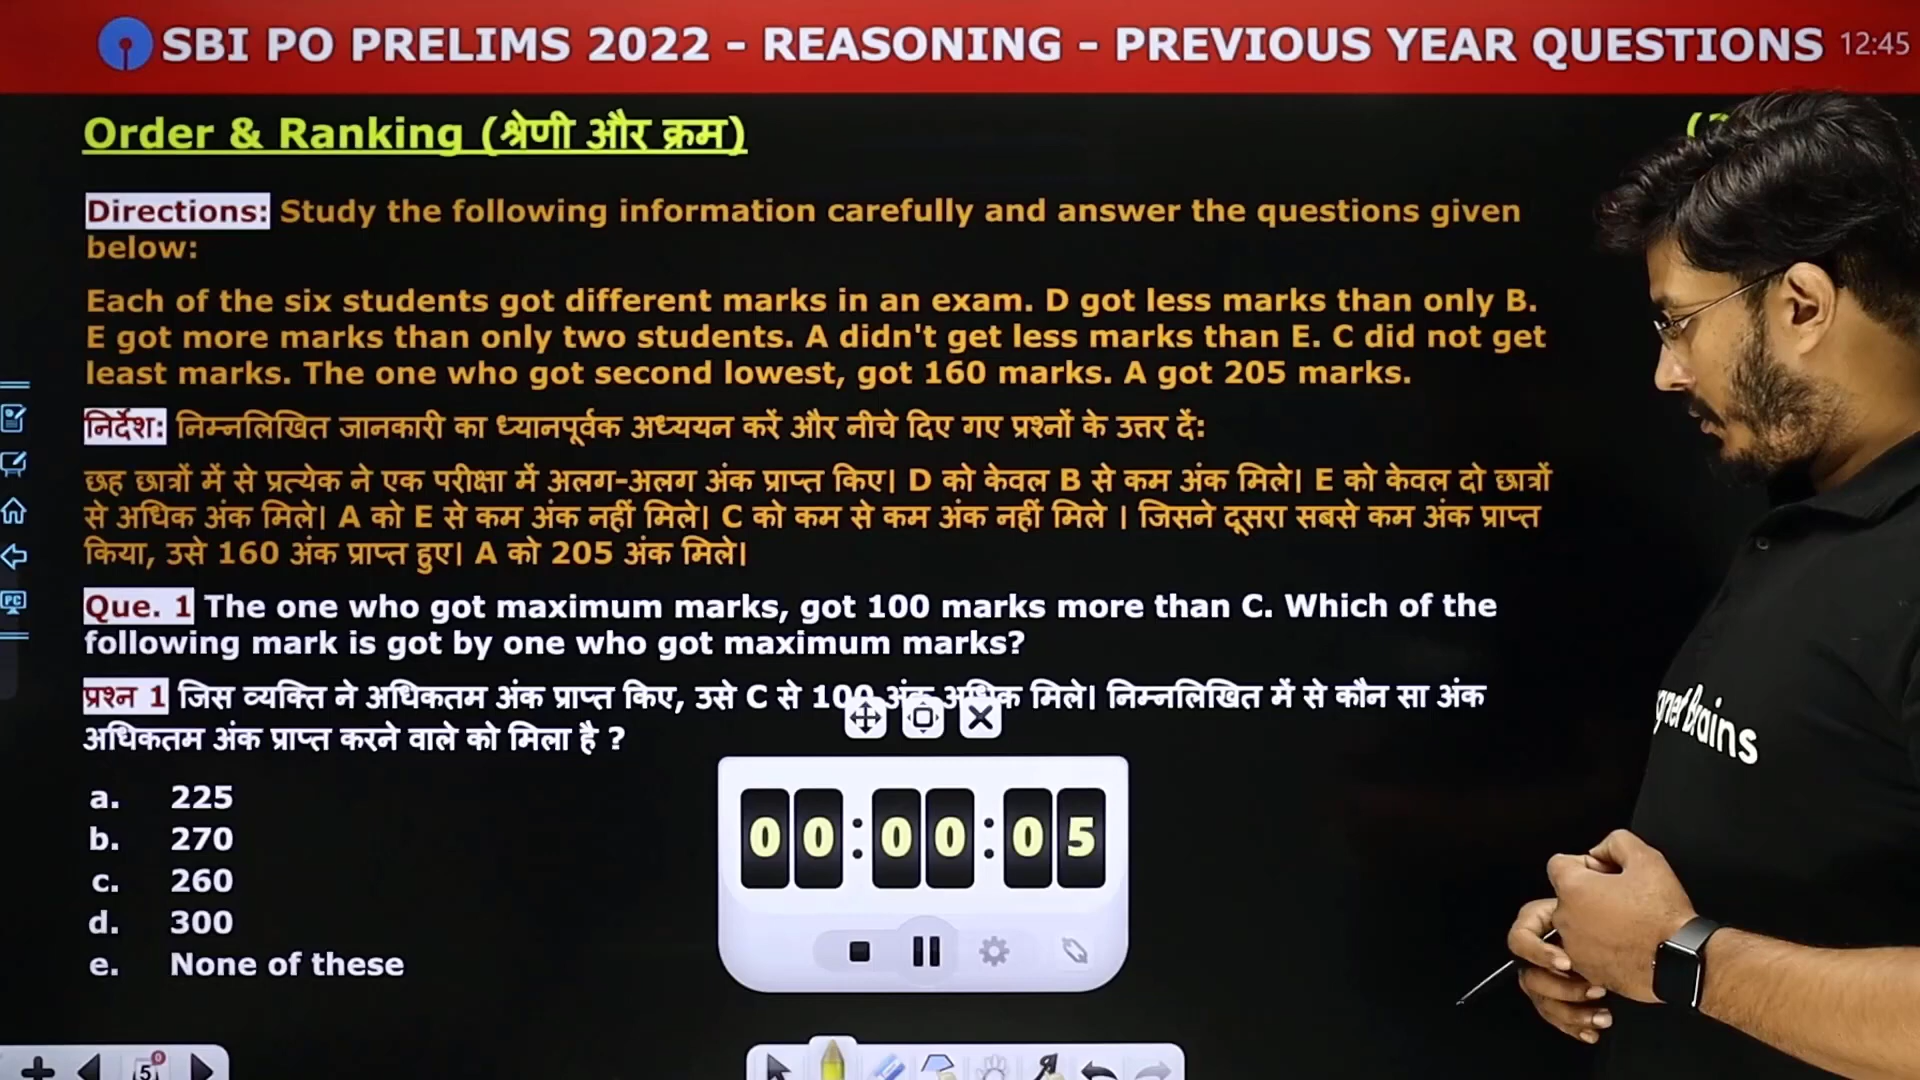 SBI PO PRELIMS 2022 - REASONING - PREVIOUS YEAR QUESTIONS 12:45
Order & Ranking (श्रेणी और क्रम)
Directions: Study the following information carefully and answer the questions given
below:
Each of the six students got different marks in an exam. D got less marks than only B.
E got more marks than only two students. A didn't get less marks than E. C did not get
least marks. The one who got second lowest, got 160 marks. A got 205 marks.
निर्देश: निम्नलिखित जानकारी का ध्यानपूर्वक अध्ययन करें और नीचे दिए गए प्रश्नों के उत्तर दें:
छह छात्रों में से प्रत्येक ने एक परीक्षा में अलग-अलग अंक प्राप्त किए। D को केवल B से कम अंक मिले। E को केवल दो छात्रों
से अधिक अंक मिले। A को E से कम अंक नहीं मिले। C को कम से कम अंक नहीं मिले । जिसने दूसरा सबसे कम अंक प्राप्त
किया, उसे 160 अंक प्राप्त हुए। A को 205 अंक मिले।
Que. 1 The one who got maximum marks, got 100 marks more than C. Which of the
following mark is got by one who got maximum marks?
प्रश्न 1 जिस व्यक्ति ने अधिकतम अंक प्राप्त किए, उसे C से 100 अंक अधिक मिले। निम्नलिखित में से कौन सा अंक
अधिकतम अंक प्राप्त करने वाले को मिला है ?
a. 225
b. 270
c. 260
d. 300
e. None of these
00:00:05
Brains
PC
5
0